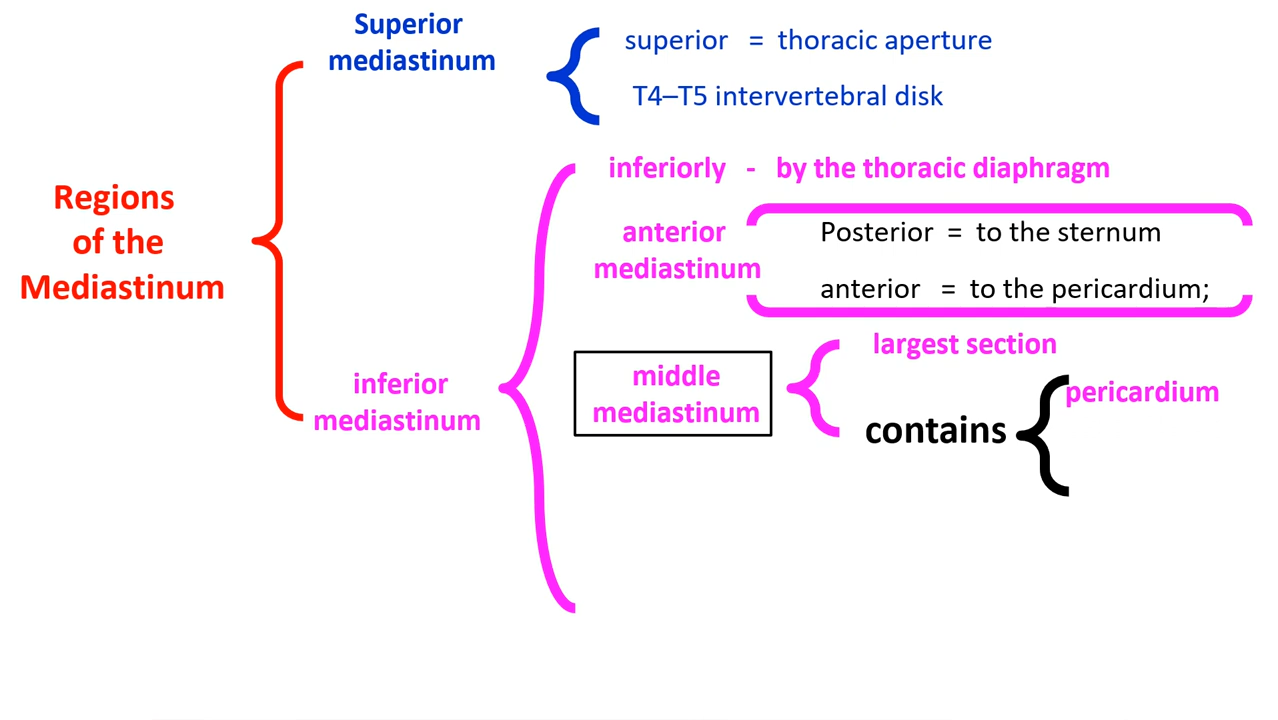 Superior
mediastinum
superior = thoracic aperture
T4–T5 intervertebral disk
Regions
of the
Mediastinum
inferior
mediastinum
inferiorly - by the thoracic diaphragm
anterior
mediastinum
Posterior = to the sternum
anterior = to the pericardium;
middle
mediastinum
largest section
contains
pericardium